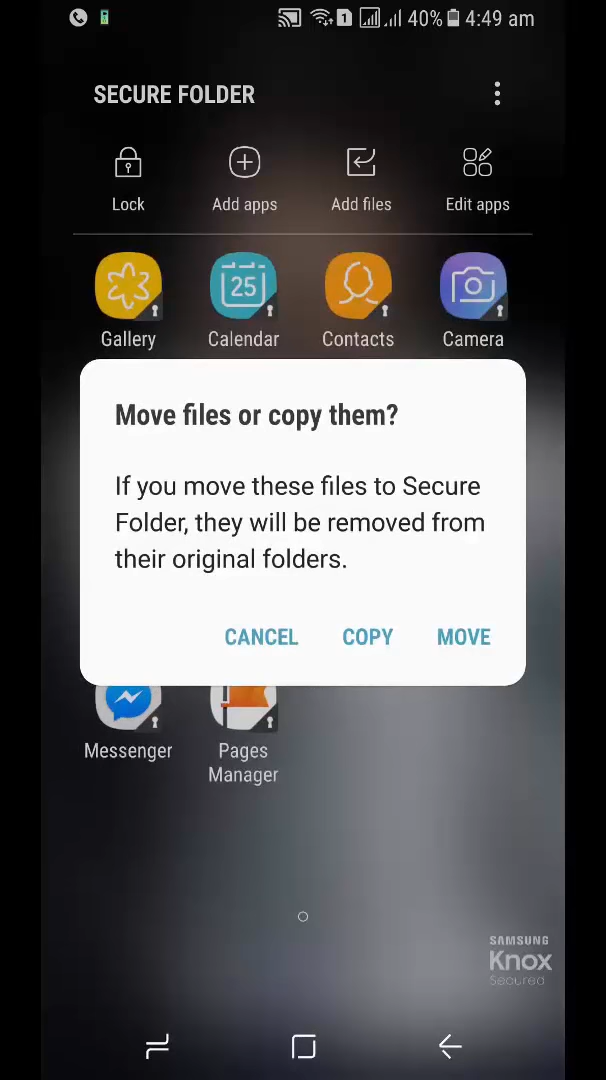 1 40% 4:49 am
SECURE FOLDER
Lock Add apps Add files Edit apps
25
Gallery Calendar Contacts Camera
Move files or copy them?
If you move these files to Secure
Folder, they will be removed from
their original folders.
CANCEL COPY MOVE
Messenger Pages
Manager
SAMSUNG
Knox
Secured